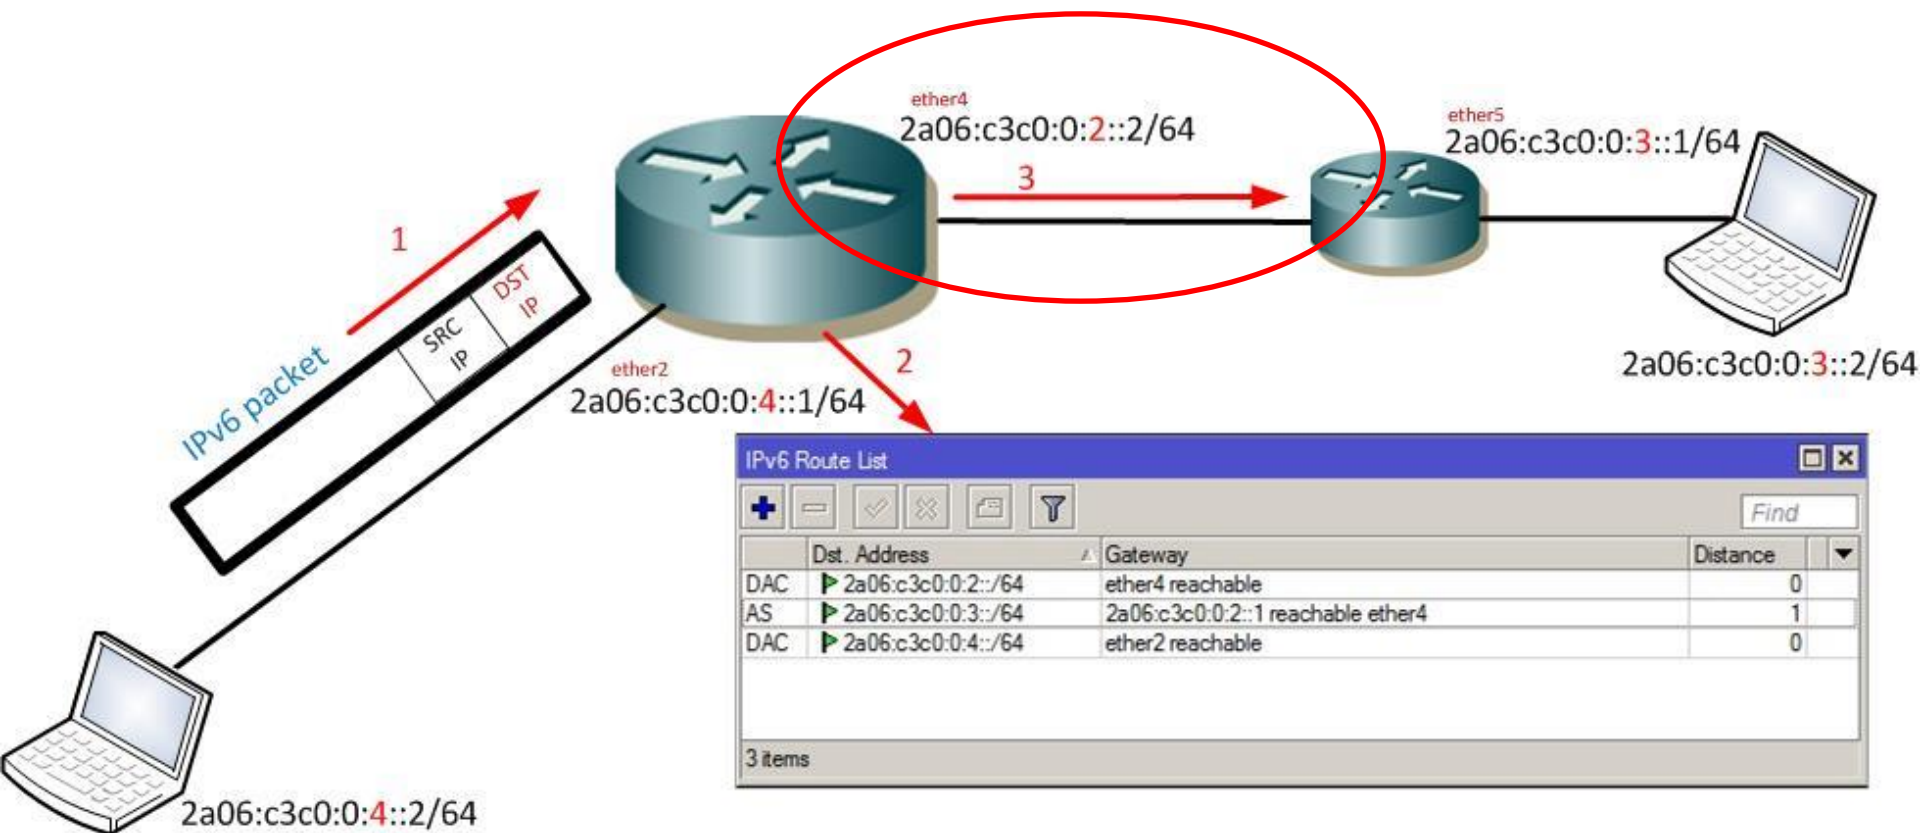 ether4
2a06:c3c0:0:2::2/64
ether5
2a06:c3c0:0:3::1/64
3
1
DST
IP
SRC
IP
IPv6 packet
2
ether2
2a06:c3c0:0:4::1/64
2a06:c3c0:0:3::2/64
IPv6 Route List
Find
Dst. Address Gateway Distance
DAC 2a06:c3c0:0:2::/64 ether4 reachable 0
AS 2a06:c3c0:0:3::/64 2a06:c3c0:0:2::1 reachable ether4 1
DAC 2a06:c3c0:0:4::/64 ether2 reachable 0
3 items
2a06:c3c0:0:4::2/64